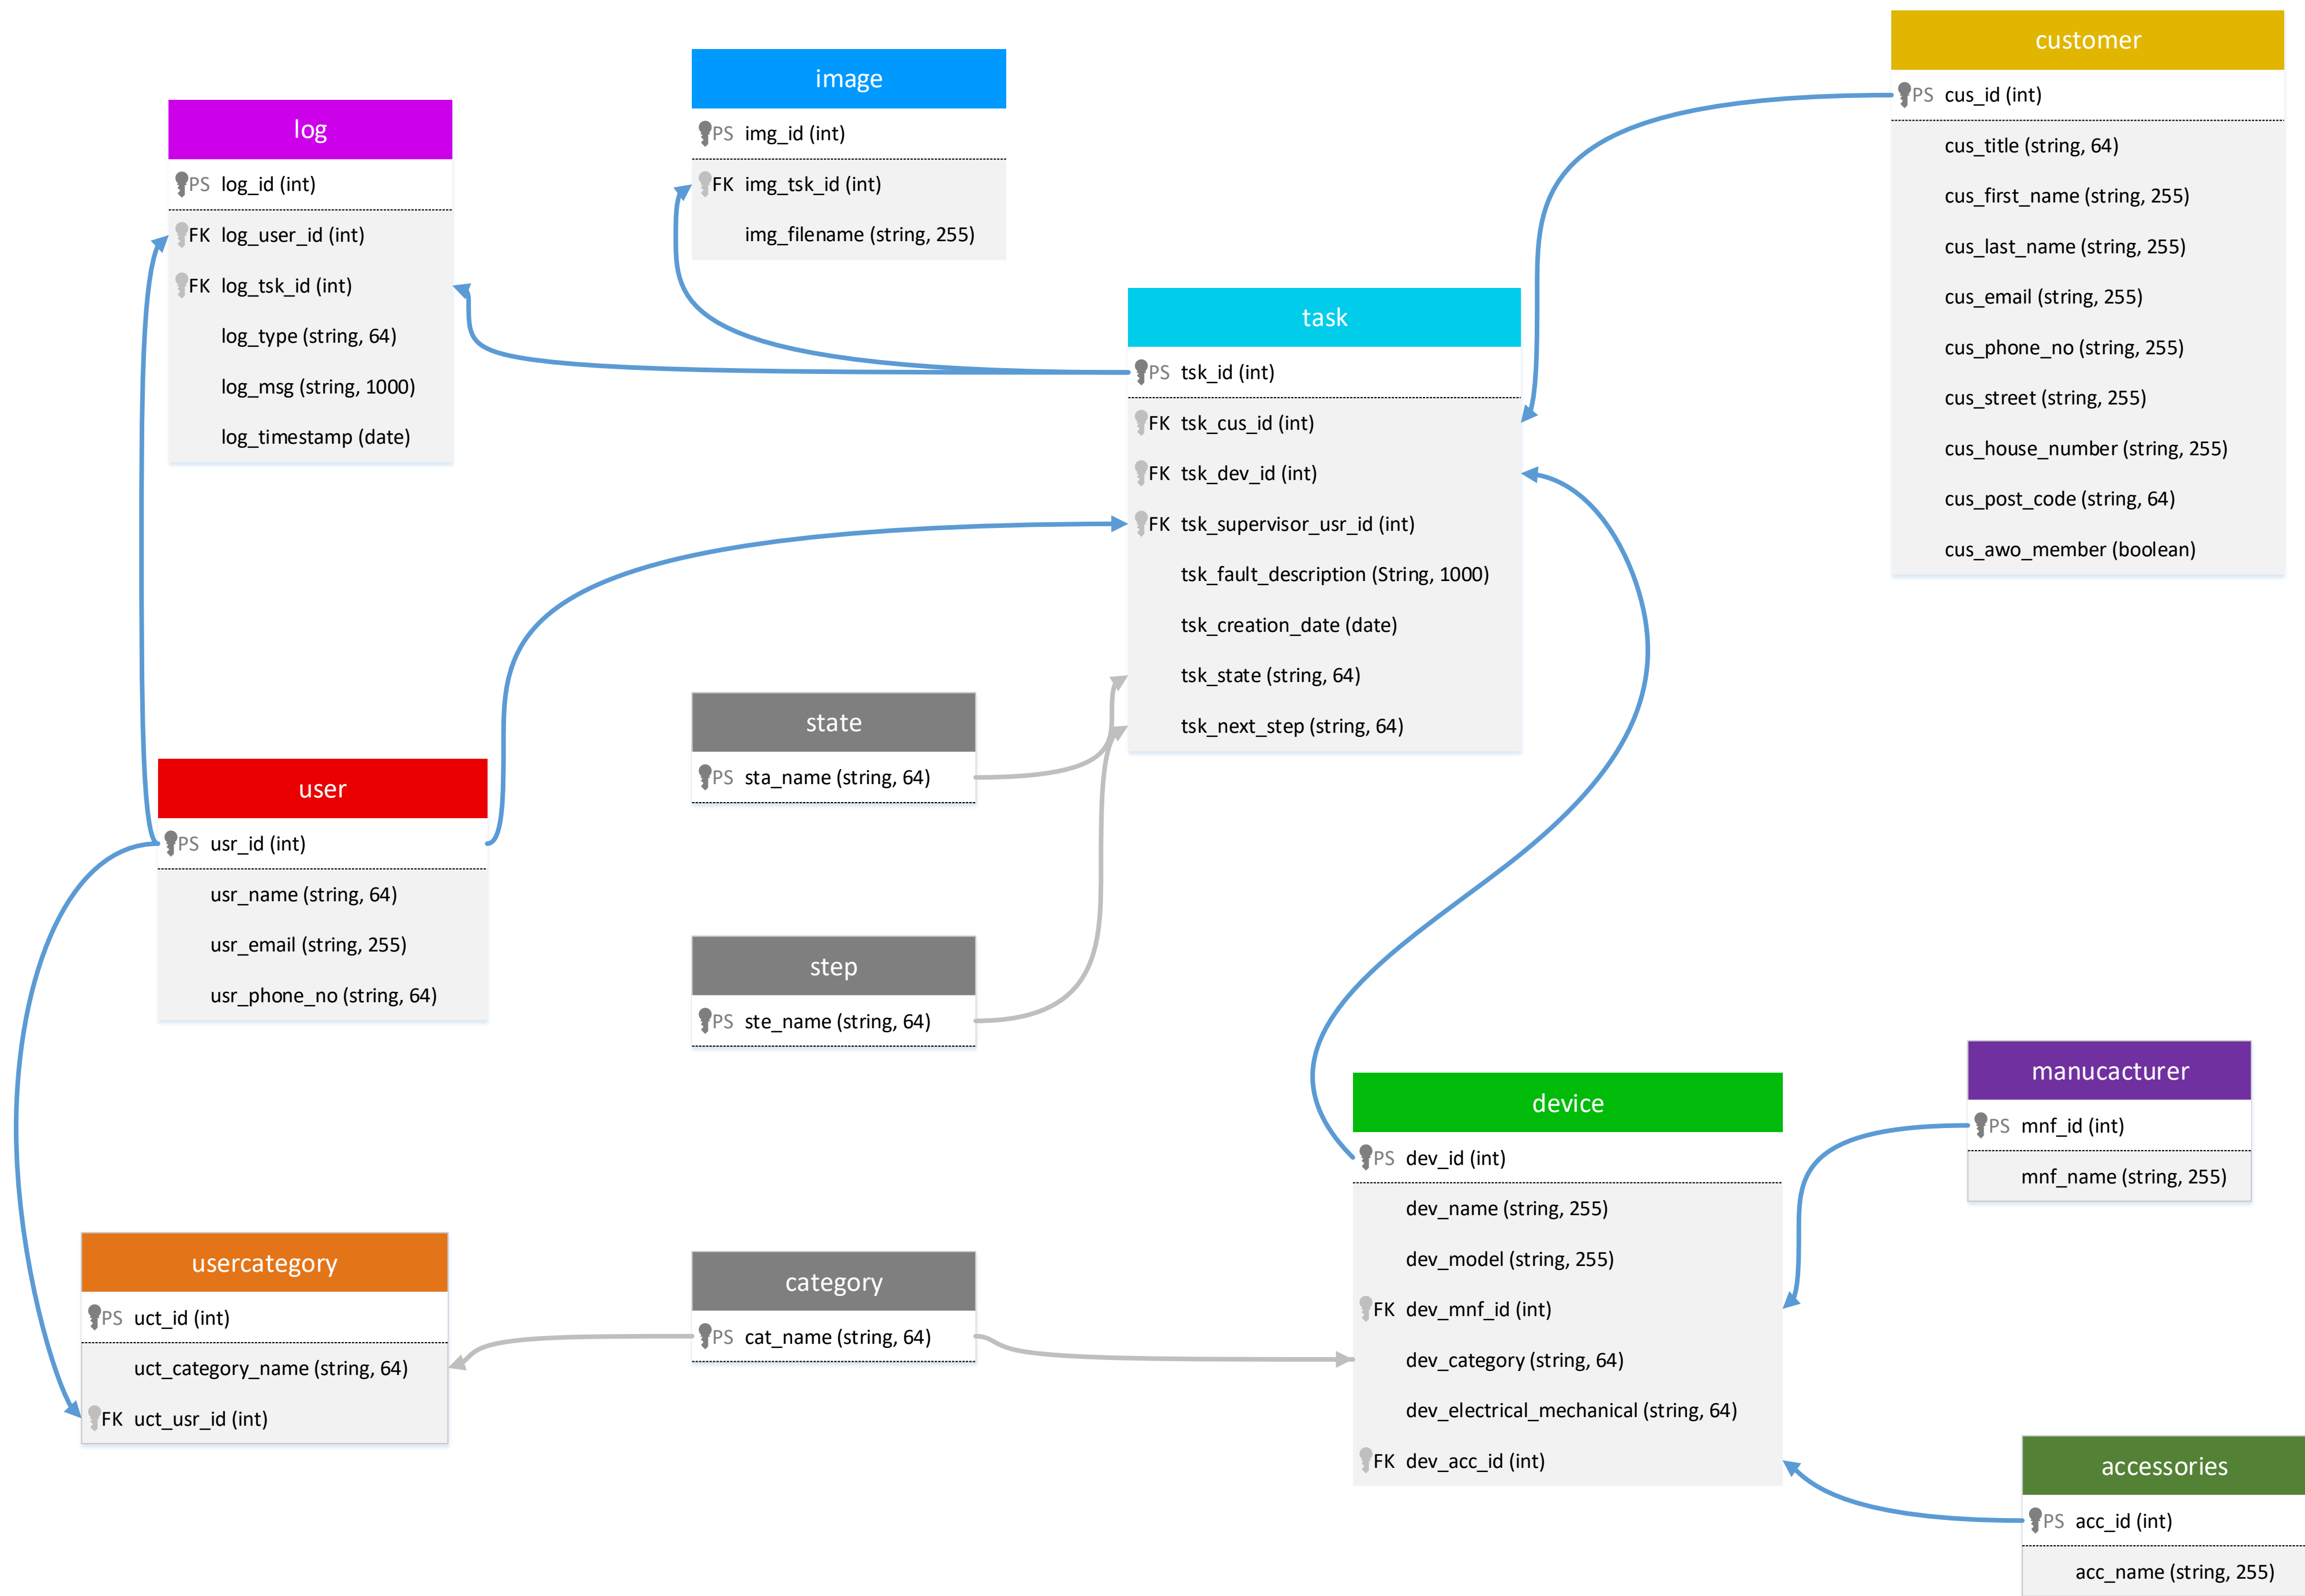 customer
PS cus_id (int)
cus_title (string, 64)
cus_first_name (string, 255)
cus_last_name (string, 255)
cus_email (string, 255)
cus_phone_no (string, 255)
cus_street (string, 255)
cus_house_number (string, 255)
cus_post_code (string, 64)
cus_awo_member (boolean)
image
PS img_id (int)
FK img_tsk_id (int)
img_filename (string, 255)
log
PS log_id (int)
FK log_user_id (int)
FK log_tsk_id (int)
log_type (string, 64)
log_msg (string, 1000)
log_timestamp (date)
task
PS tsk_id (int)
FK tsk_cus_id (int)
FK tsk_dev_id (int)
FK tsk_supervisor_usr_id (int)
tsk_fault_description (String, 1000)
tsk_creation_date (date)
tsk_state (string, 64)
tsk_next_step (string, 64)
state
PS sta_name (string, 64)
user
PS usr_id (int)
usr_name (string, 64)
usr_email (string, 255)
usr_phone_no (string, 64)
step
PS ste_name (string, 64)
manucacturer
PS mnf_id (int)
mnf_name (string, 255)
device
PS dev_id (int)
dev_name (string, 255)
dev_model (string, 255)
FK dev_mnf_id (int)
dev_category (string, 64)
dev_electrical_mechanical (string, 64)
FK dev_acc_id (int)
usercategory
PS uct_id (int)
uct_category_name (string, 64)
FK uct_usr_id (int)
category
PS cat_name (string, 64)
accessories
PS acc_id (int)
acc_name (string, 255)